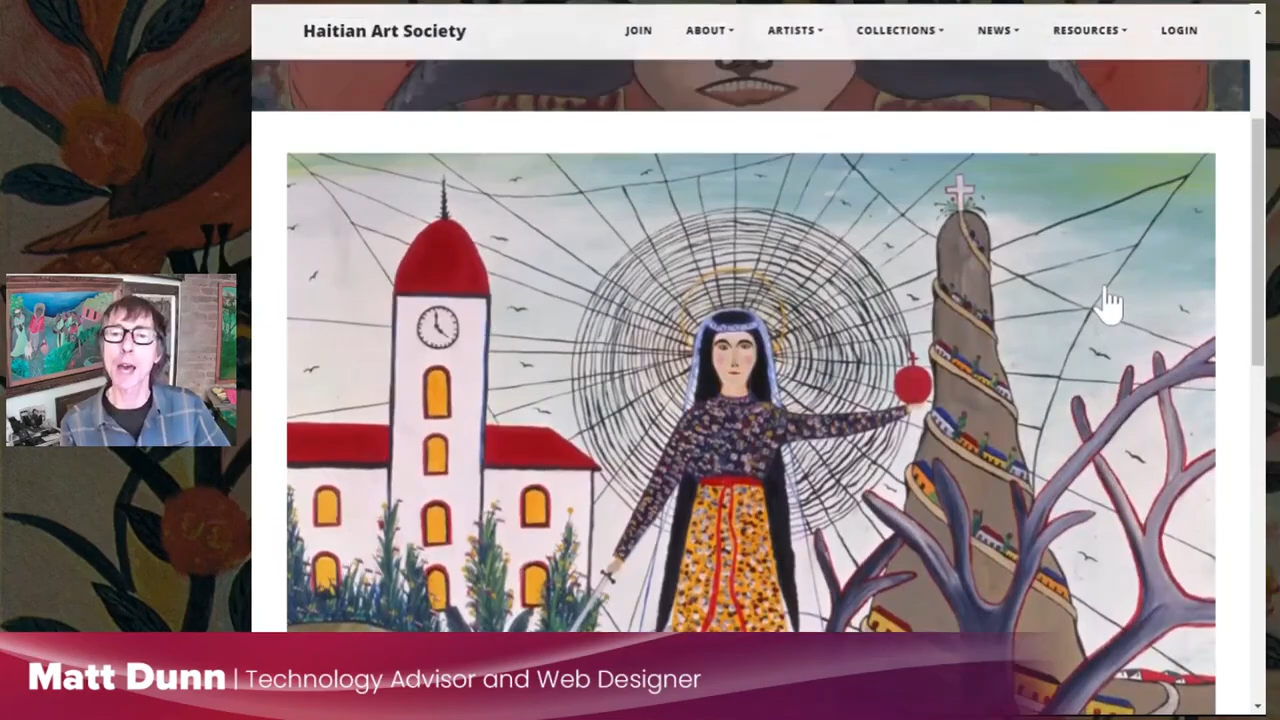 Haitian Art Society
JOIN ABOUT ARTISTS COLLECTIONS NEWS RESOURCES LOGIN
Matt Dunn | Technology Advisor and Web Designer